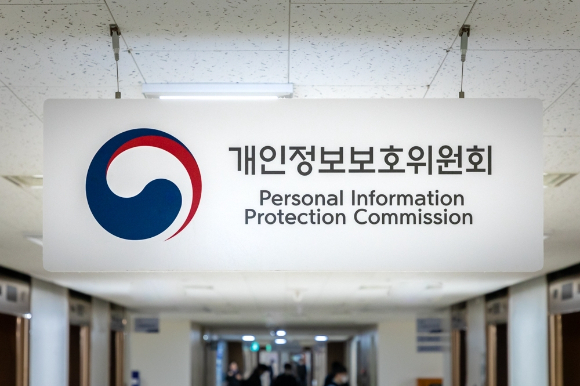 개인정보보호위원회
Personal Information
Protection Commission